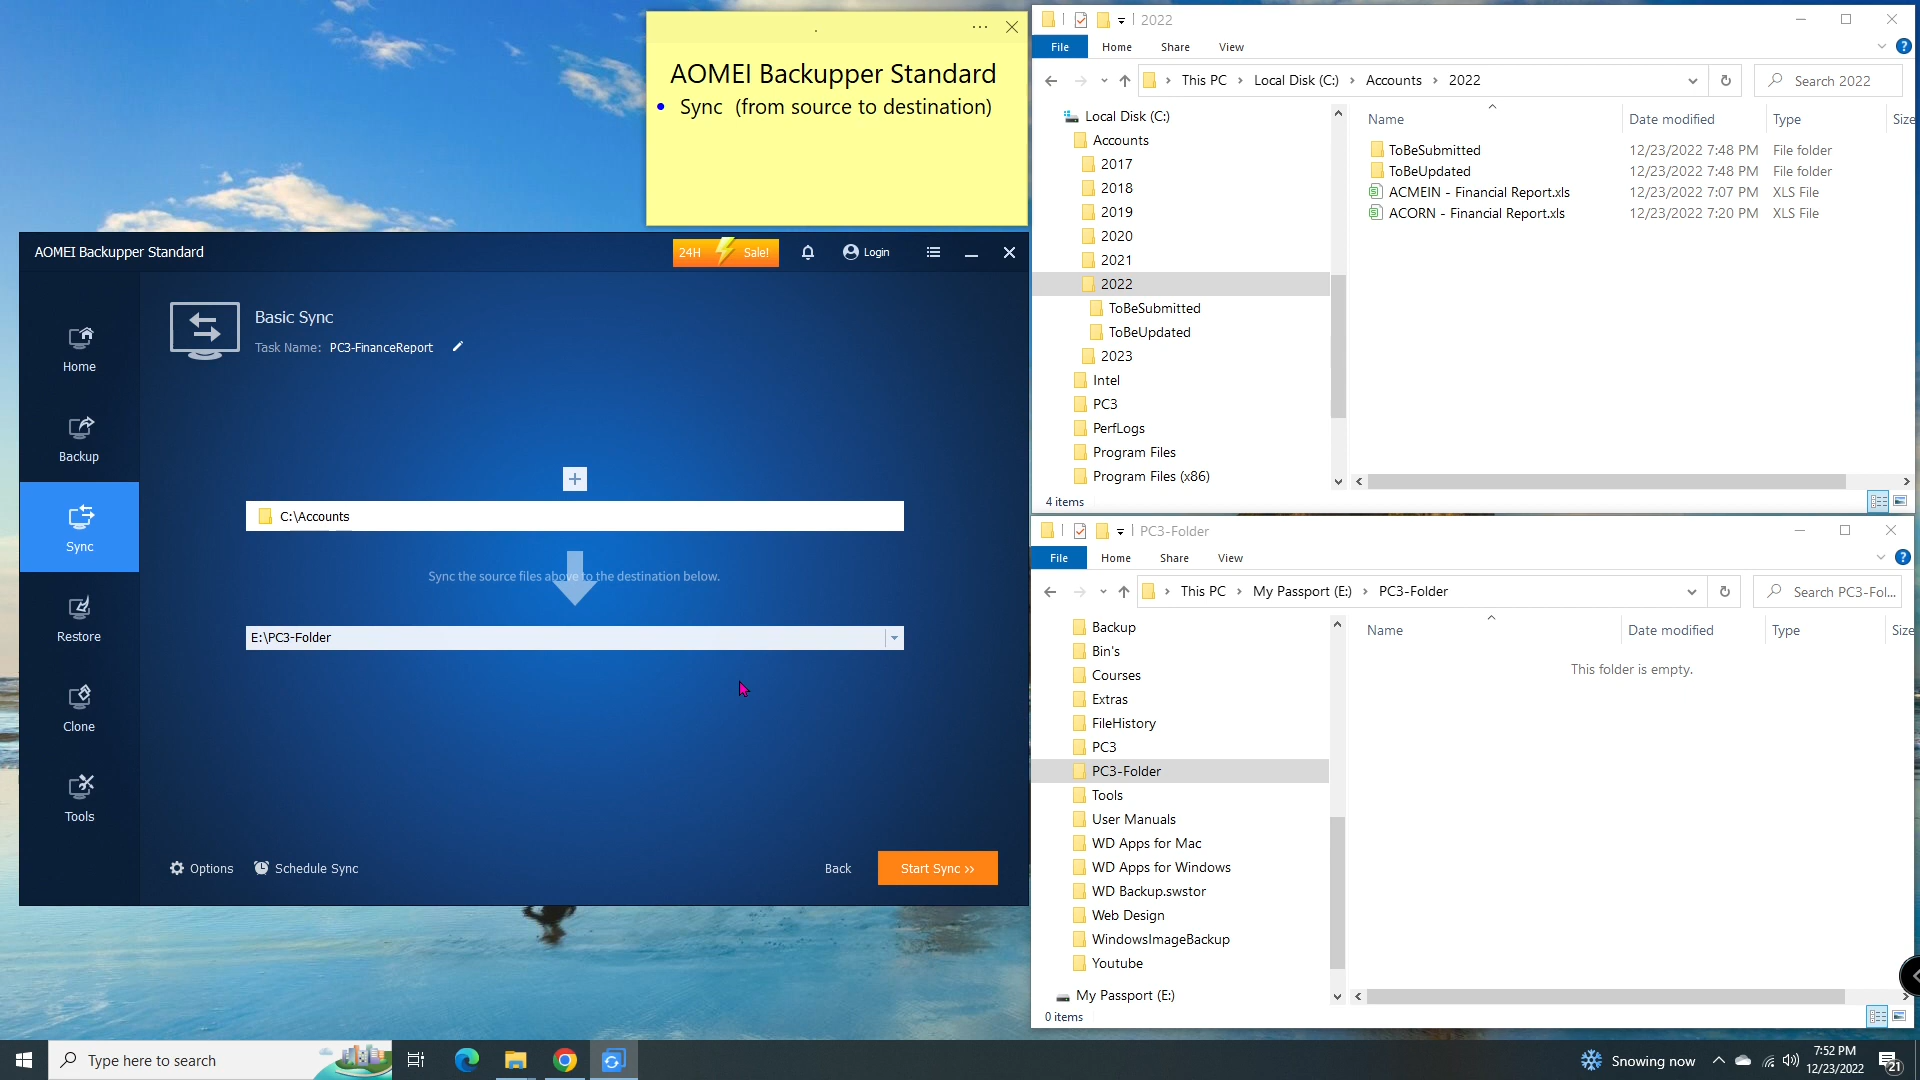 .
AOMEI Backupper Standard
• Sync (from source to destination)
AOMEI Backupper Standard
24H Sale!
Login
Home
Backup
Sync
Restore
Clone
Tools
Basic Sync
Task Name: PC3-FinanceReport
C:\Accounts
Sync the source files above to the destination below.
E:\PC3-Folder
Options
Schedule Sync
Back
Start Sync >>
2022
File Home Share View
This PC > Local Disk (C:) > Accounts > 2022
Search 2022
Local Disk (C:)
Accounts
2017
2018
2019
2020
2021
2022
ToBeSubmitted
ToBeUpdated
2023
Intel
PC3
PerfLogs
Program Files
Program Files (x86)
Name Date modified Type Size
ToBeSubmitted 12/23/2022 7:48 PM File folder
ToBeUpdated 12/23/2022 7:48 PM File folder
ACMEIN - Financial Report.xls 12/23/2022 7:07 PM XLS File
ACORN - Financial Report.xls 12/23/2022 7:20 PM XLS File
4 items
PC3-Folder
File Home Share View
This PC > My Passport (E:) > PC3-Folder
Search PC3-Fol...
Backup
Bin's
Courses
Extras
FileHistory
PC3
PC3-Folder
Tools
User Manuals
WD Apps for Mac
WD Apps for Windows
WD Backup.swstor
Web Design
WindowsImageBackup
Youtube
My Passport (E:)
Name Date modified Type Size
This folder is empty.
0 items
Type here to search
Snowing now
7:52 PM
12/23/2022
21